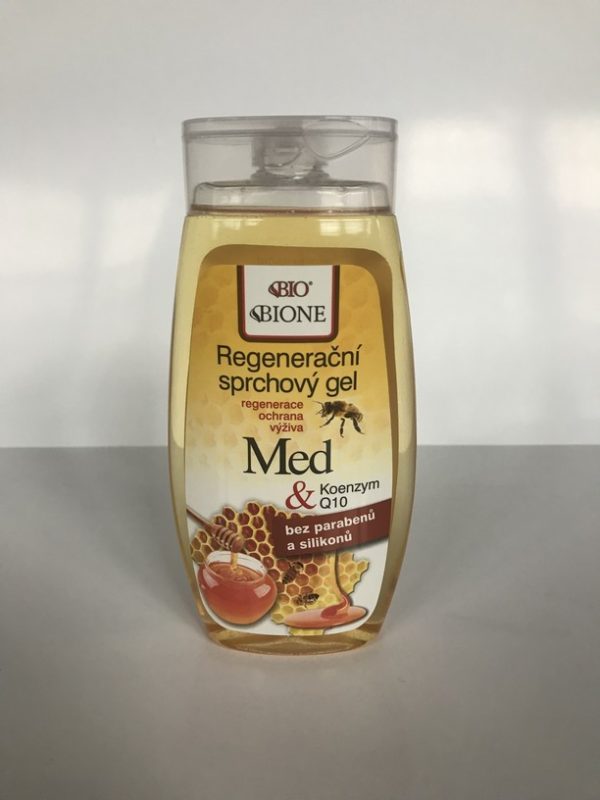 BIO®
BIONE
Regenerační
sprchový gel
regenerace
ochrana
výživa
Med
& Koenzym
Q10
bez parabenů
a silikonů